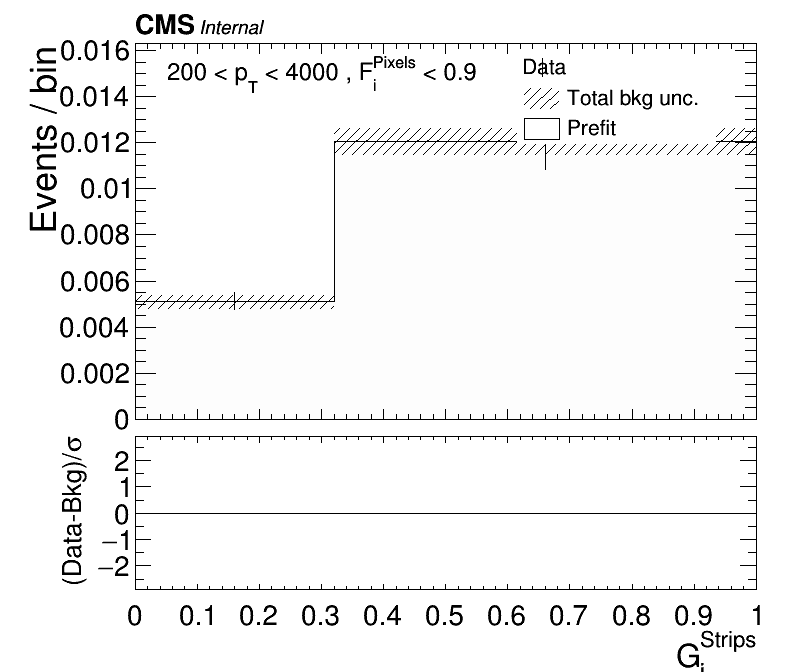 CMS Internal
Events / bin
0.016
0.014
0.012
0.01
0.008
0.006
0.004
0.002
0
200 < p_T < 4000 , F_i^Pixels < 0.9
Data
Total bkg unc.
Prefit
(Data-Bkg)/σ
2
1
0
−1
−2
0 0.1 0.2 0.3 0.4 0.5 0.6 0.7 0.8 0.9 1
G_i^Strips